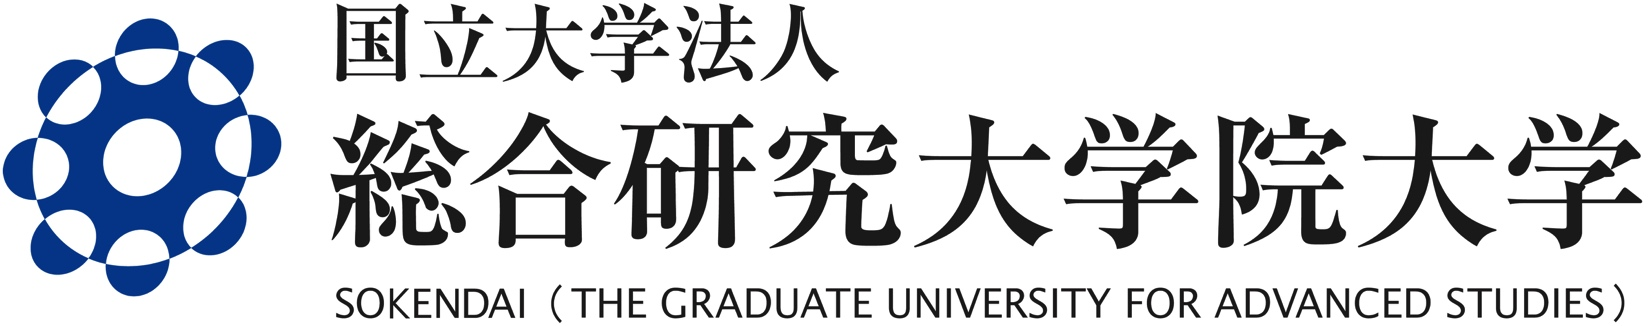 国立大学法人
総合研究大学院大学
SOKENDAI（THE GRADUATE UNIVERSITY FOR ADVANCED STUDIES）